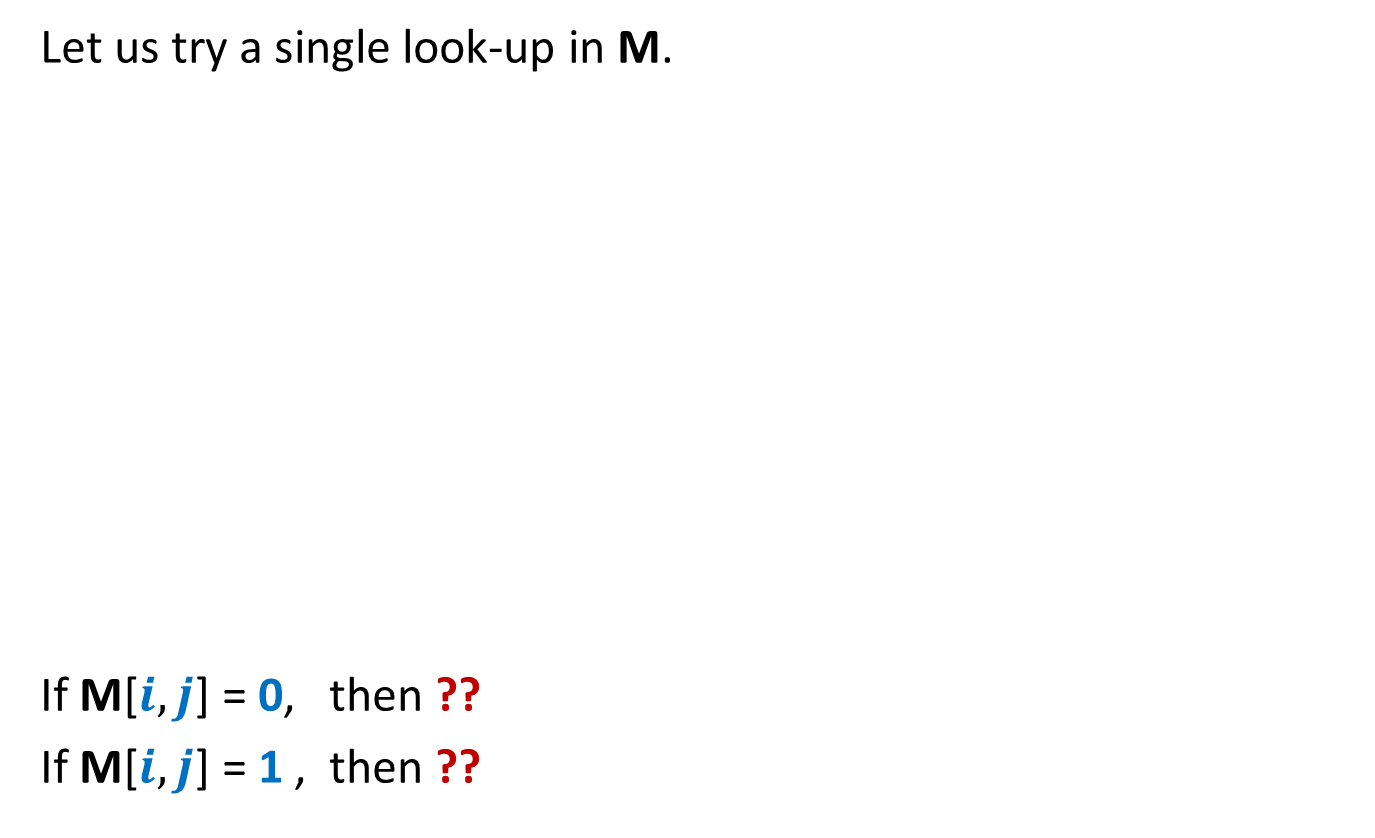 Let us try a single look-up in M.
If M[i, j] = 0, then ??
If M[i, j] = 1 , then ??